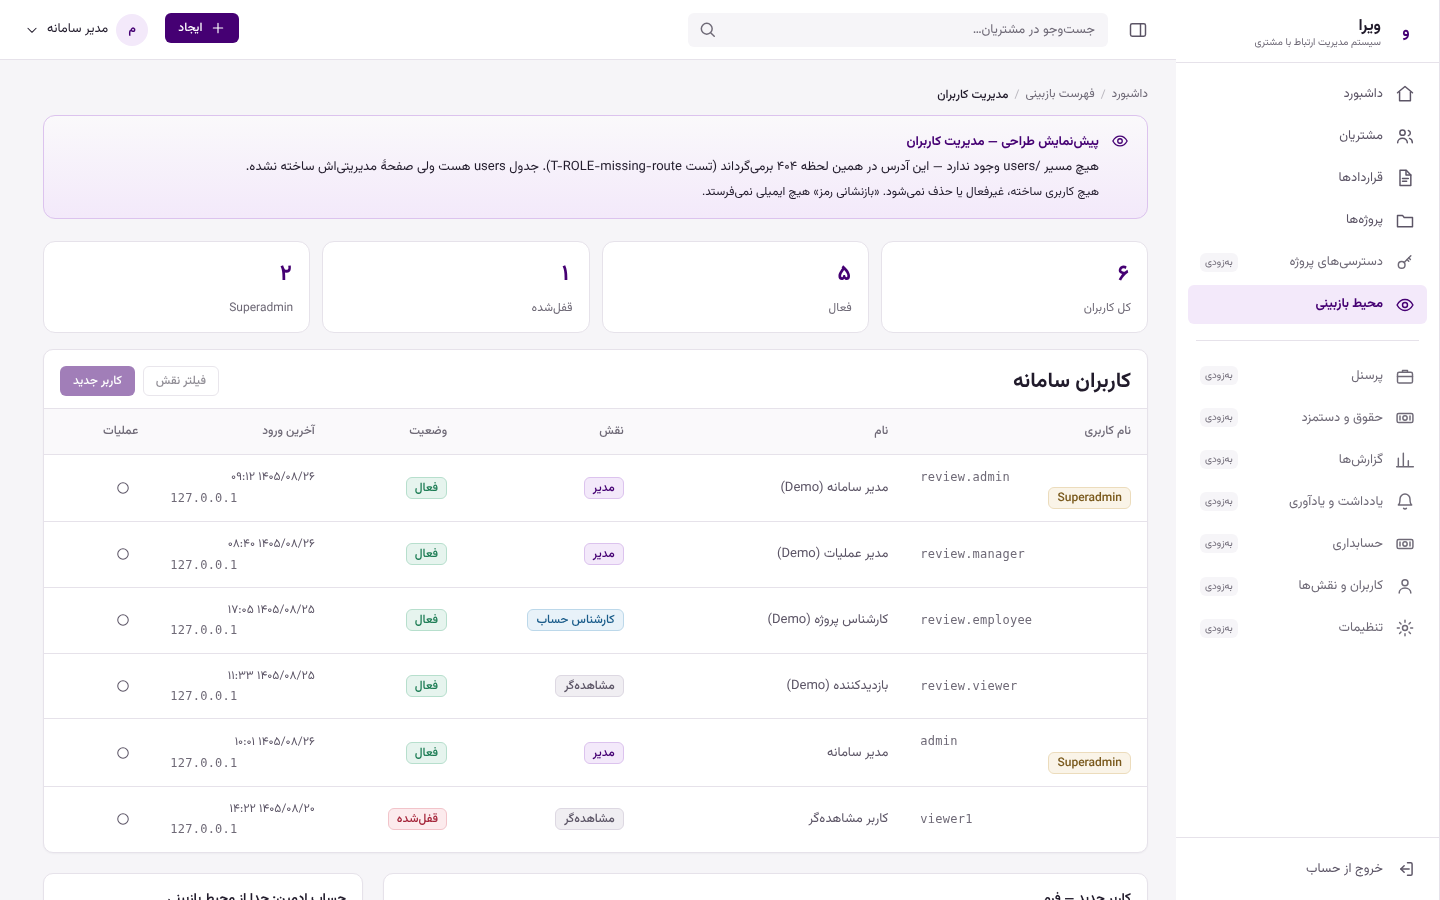 و
ویرا
سیستم مدیریت ارتباط با مشتری
جست‌وجو در مشتریان...
ایجاد
م
مدیر سامانه
داشبورد
مشتریان
قراردادها
پروژه‌ها
دسترسی‌های پروژه
به‌زودی
محیط بازبینی
پرسنل
به‌زودی
حقوق و دستمزد
به‌زودی
گزارش‌ها
به‌زودی
یادداشت و یادآوری
به‌زودی
حسابداری
به‌زودی
کاربران و نقش‌ها
به‌زودی
تنظیمات
به‌زودی
خروج از حساب
داشبورد / فهرست بازبینی / مدیریت کاربران
پیش‌نمایش طراحی — مدیریت کاربران
هیچ مسیر /users وجود ندارد — این آدرس در همین لحظه ۴۰۴ برمی‌گرداند (تست T-ROLE-missing-route). جدول users هست ولی صفحهٔ مدیریتی‌اش ساخته نشده.
هیچ کاربری ساخته، غیرفعال یا حذف نمی‌شود. «بازنشانی رمز» هیچ ایمیلی نمی‌فرستد.
۶
کل کاربران
۵
فعال
۱
قفل‌شده
۲
Superadmin
کاربران سامانه
فیلتر نقش
کاربر جدید
نام کاربری نام نقش وضعیت آخرین ورود عملیات
review.admin
Superadmin
مدیر سامانه (Demo)
مدیر
فعال
۱۴۰۵/۰۸/۲۶ ۰۹:۱۲
127.0.0.1
review.manager
مدیر عملیات (Demo)
مدیر
فعال
۱۴۰۵/۰۸/۲۶ ۰۸:۴۰
127.0.0.1
review.employee
کارشناس پروژه (Demo)
کارشناس حساب
فعال
۱۴۰۵/۰۸/۲۵ ۱۷:۰۵
127.0.0.1
review.viewer
بازدیدکننده (Demo)
مشاهده‌گر
فعال
۱۴۰۵/۰۸/۲۵ ۱۱:۳۳
127.0.0.1
admin
Superadmin
مدیر سامانه
مدیر
فعال
۱۴۰۵/۰۸/۲۶ ۱۰:۰۱
127.0.0.1
viewer1
کاربر مشاهده‌گر
مشاهده‌گر
قفل‌شده
۱۴۰۵/۰۸/۲۰ ۱۴:۲۲
127.0.0.1
کاربر جدید — فرم
حساب ادمین: جدا از محیط بازبینی